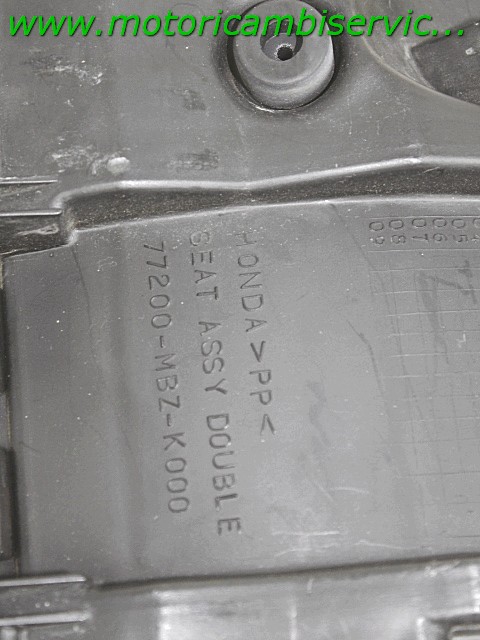 www.motoricambiservic...
HONDA >PP<
SEAT ASSY DOUBLE
77200-MBZ-K000